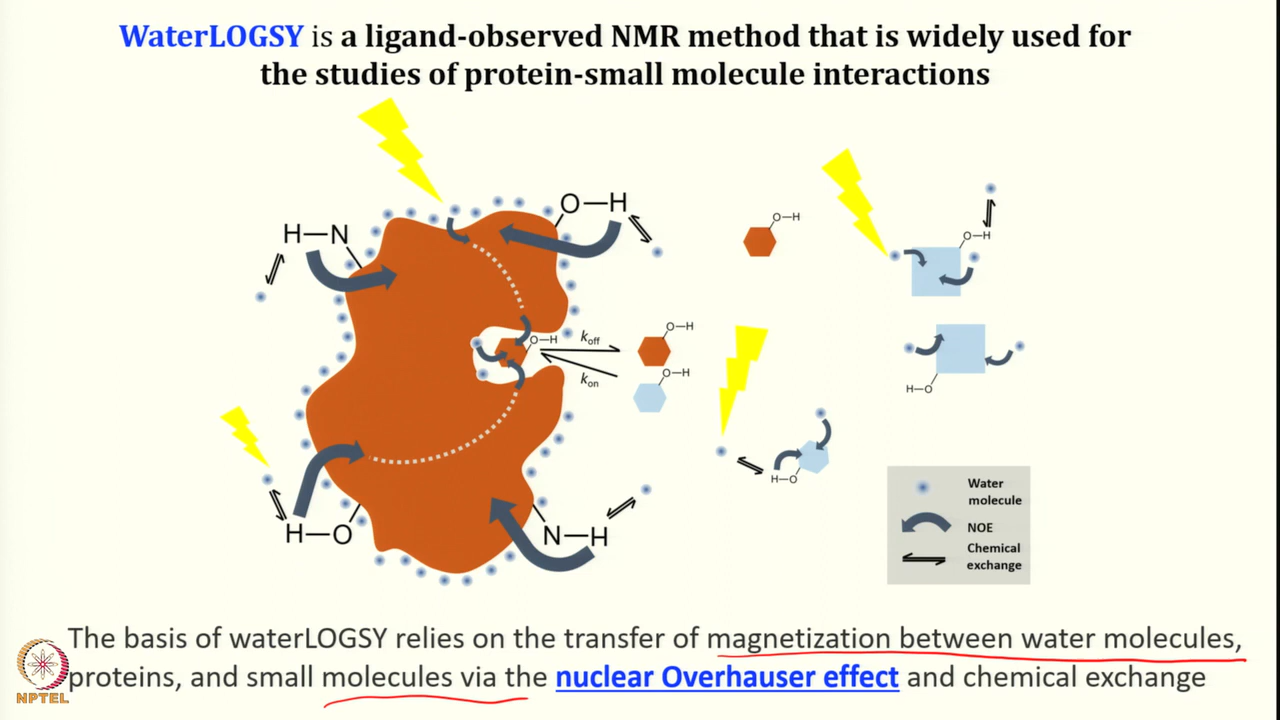 WaterLOGSY is a ligand-observed NMR method that is widely used for
the studies of protein-small molecule interactions
O—H
H—N
O—H
O—H
O—H
O—H
koff
kon
O—H
H—O
H—O
H—O
N—H
Water
molecule
NOE
Chemical
exchange
The basis of waterLOGSY relies on the transfer of magnetization between water molecules,
proteins, and small molecules via the nuclear Overhauser effect and chemical exchange
NPTEL